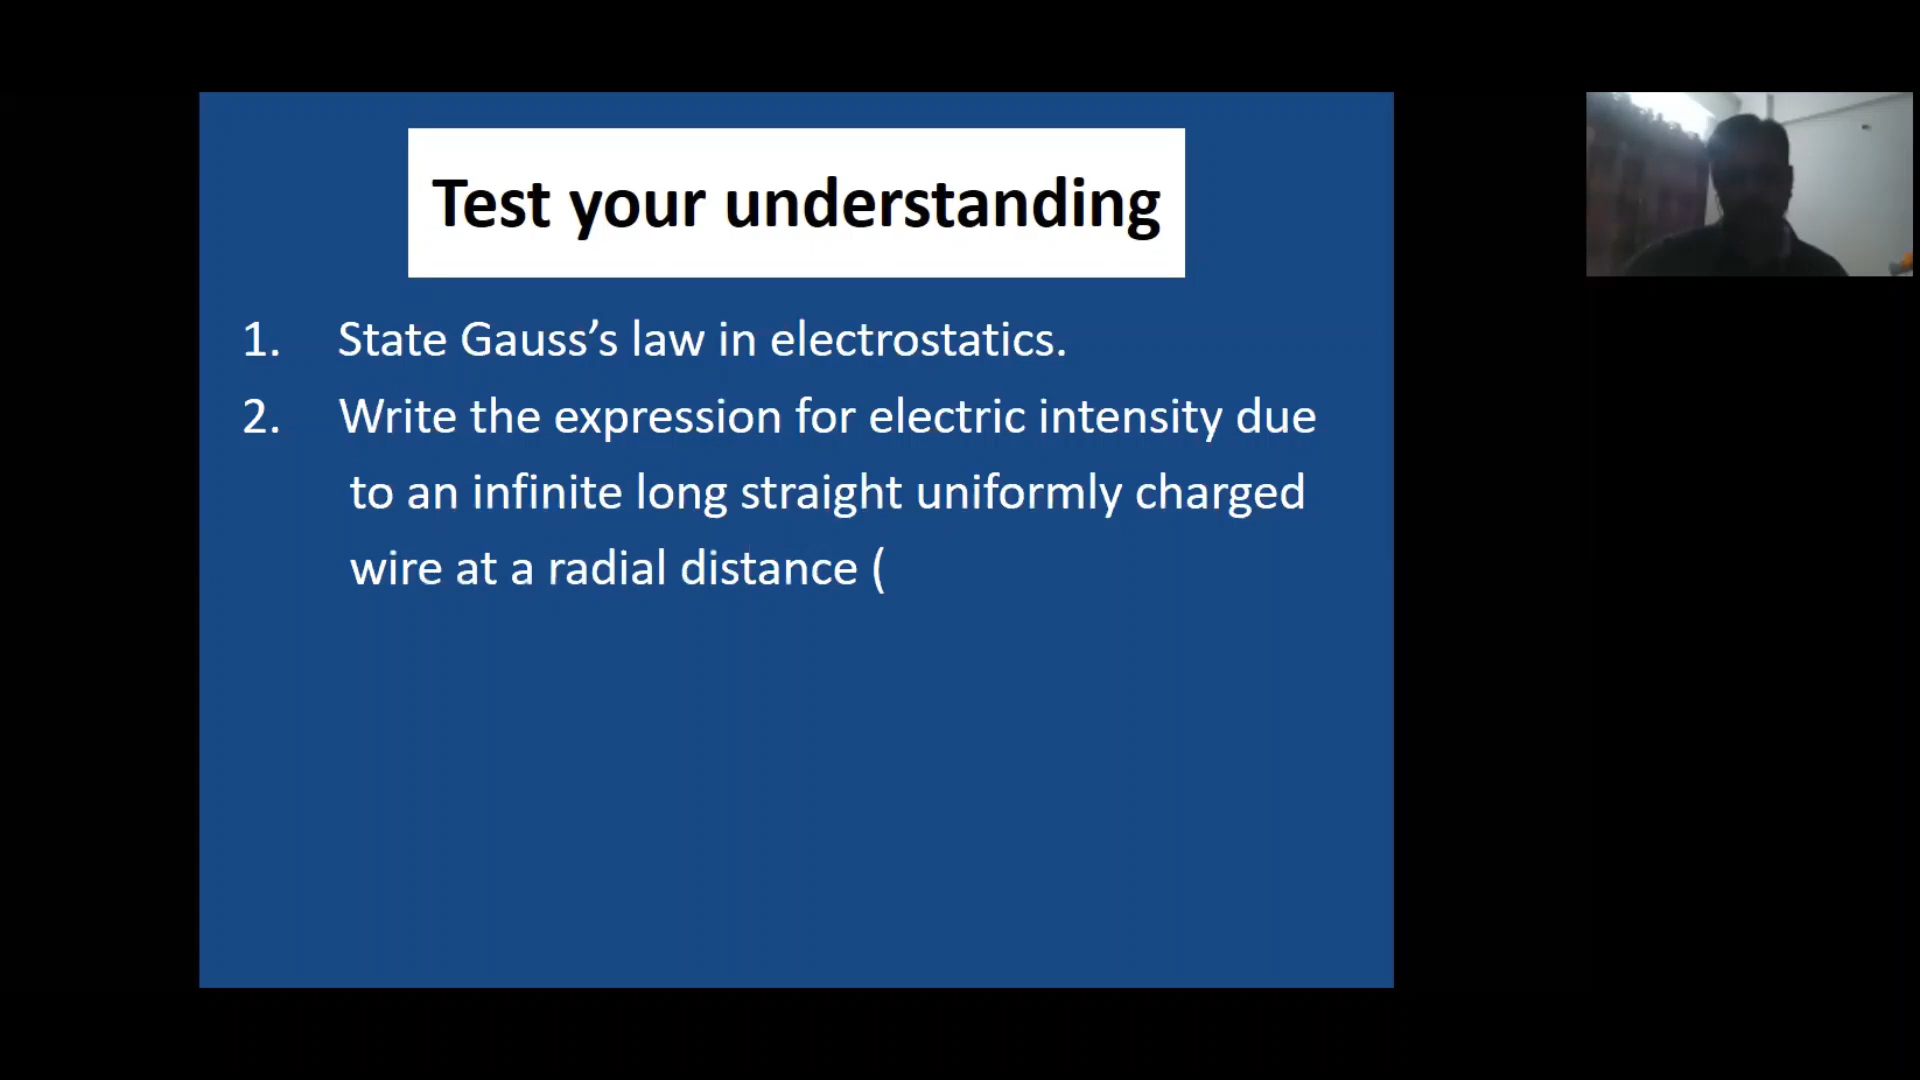 Test your understanding
1. State Gauss’s law in electrostatics.
2. Write the expression for electric intensity due
to an infinite long straight uniformly charged
wire at a radial distance (